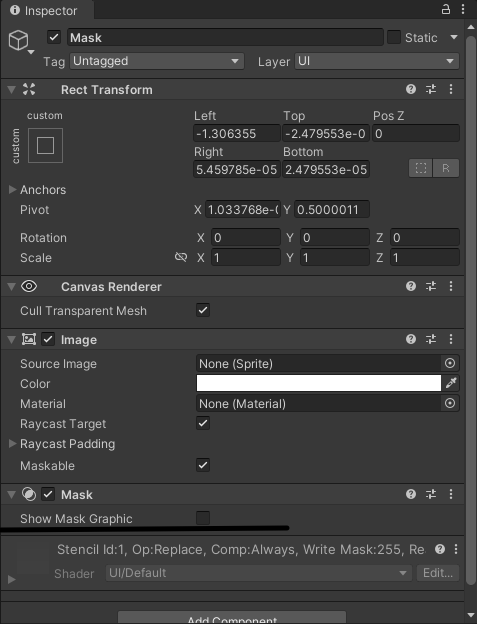 Inspector
Mask
Static
Tag Untagged Layer UI
Rect Transform
custom
custom
Left Top Pos Z
-1.306355 -2.479553e-0 0
Right Bottom
5.459785e-05 2.479553e-05 R
Anchors
Pivot X 1.033768e-( Y 0.5000011
Rotation X 0 Y 0 Z 0
Scale X 1 Y 1 Z 1
Canvas Renderer
Cull Transparent Mesh
Image
Source Image None (Sprite)
Color
Material None (Material)
Raycast Target
Raycast Padding
Maskable
Mask
Show Mask Graphic
Stencil Id:1, Op:Replace, Comp:Always, Write Mask:255, Re
Shader UI/Default Edit...
Add Component